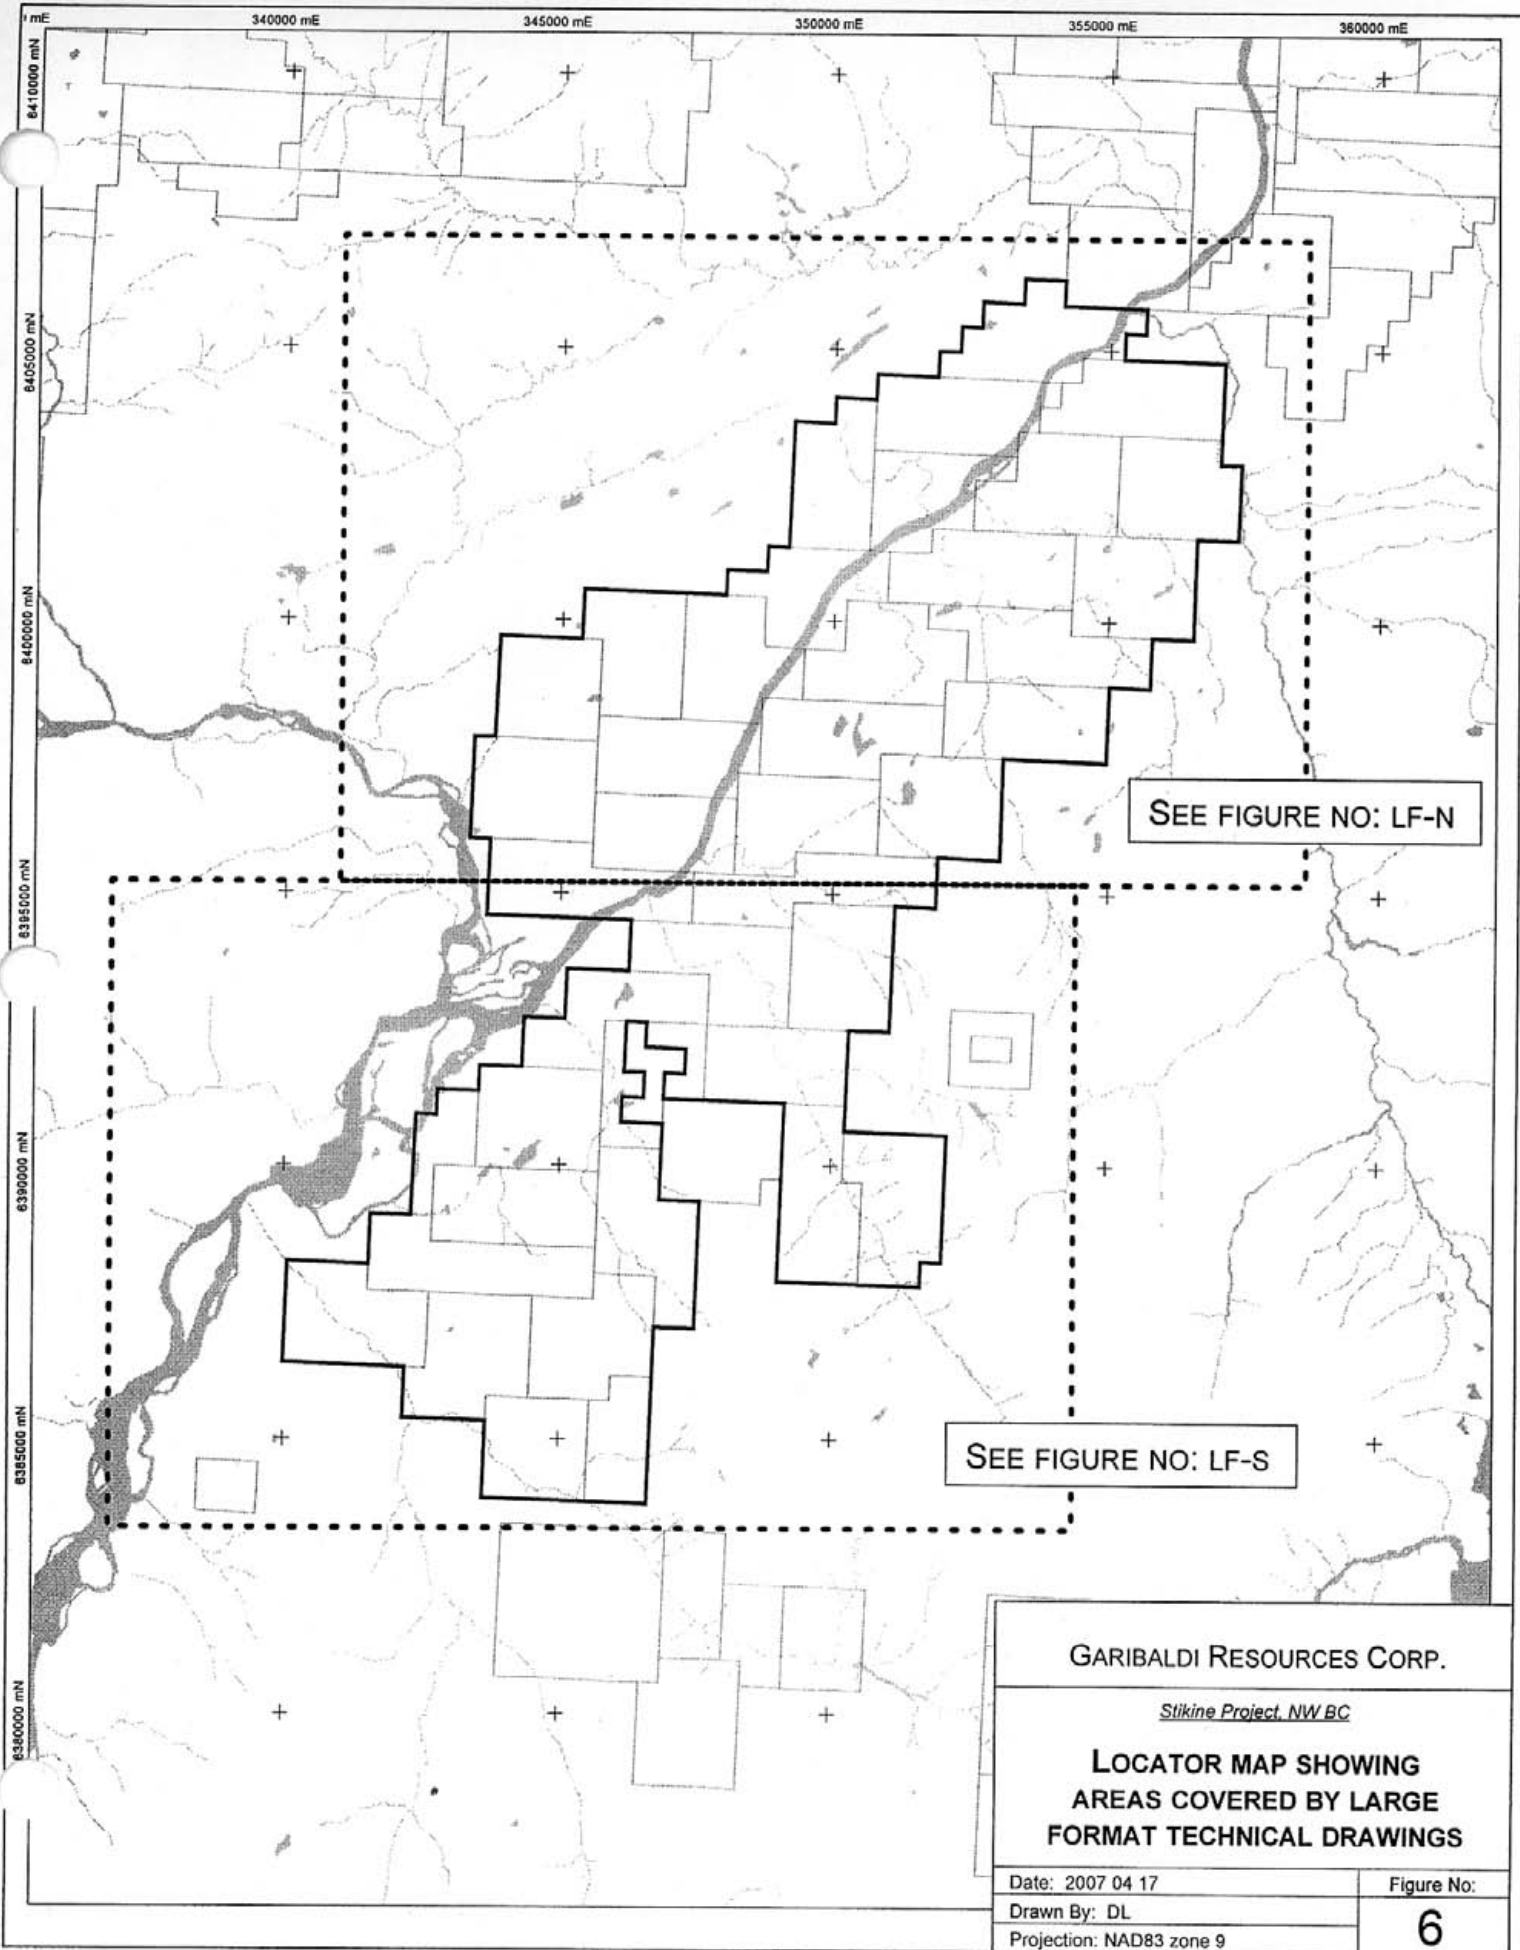 mE
340000 mE
345000 mE
350000 mE
355000 mE
360000 mE
6410000 mN
6405000 mN
6400000 mN
6395000 mN
6390000 mN
6385000 mN
6380000 mN
SEE FIGURE NO: LF-N
SEE FIGURE NO: LF-S
GARIBALDI RESOURCES CORP.
Stikine Project, NW BC
LOCATOR MAP SHOWING
AREAS COVERED BY LARGE
FORMAT TECHNICAL DRAWINGS
Date: 2007 04 17
Drawn By: DL
Projection: NAD83 zone 9
Figure No:
6